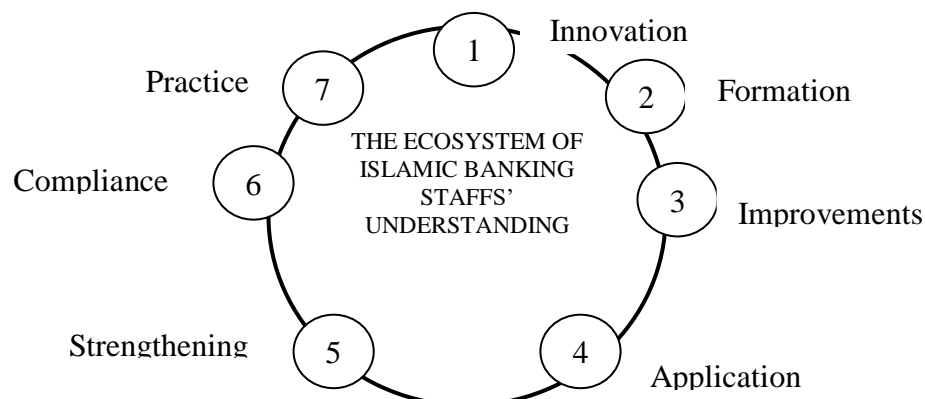 1
Innovation
2
Formation
3
Improvements
4
Application
5
Strengthening
6
Compliance
7
Practice
THE ECOSYSTEM OF
ISLAMIC BANKING
STAFFS’
UNDERSTANDING